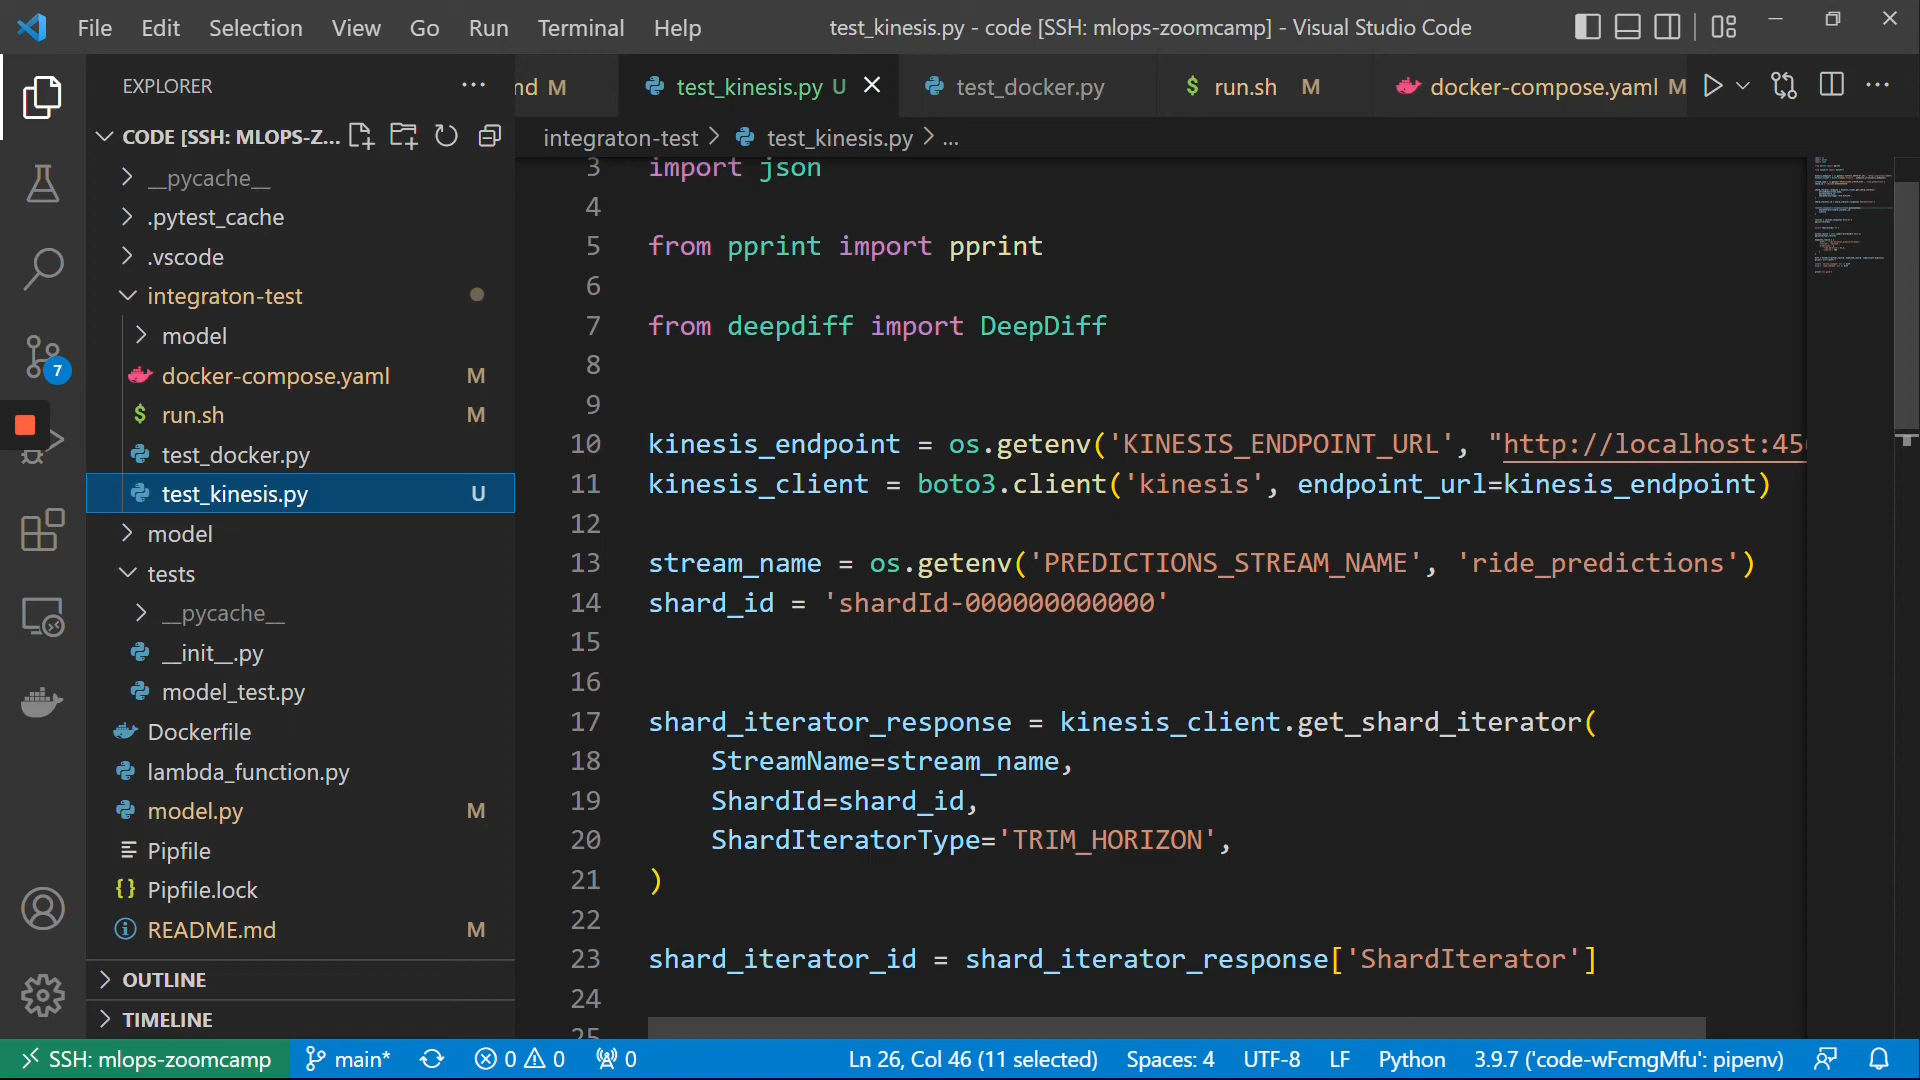 File Edit Selection View Go Run Terminal Help
test_kinesis.py - code [SSH: mlops-zoomcamp] - Visual Studio Code
EXPLORER
CODE [SSH: MLOPS-Z...
__pycache__
.pytest_cache
.vscode
integraton-test
model
docker-compose.yaml M
run.sh M
test_docker.py
test_kinesis.py U
model
tests
__pycache__
__init__.py
model_test.py
Dockerfile
lambda_function.py
model.py M
Pipfile
Pipfile.lock
README.md M
OUTLINE
TIMELINE
7
md M test_kinesis.py U test_docker.py $ run.sh M docker-compose.yaml M
integraton-test > test_kinesis.py > ...
3 import json
4
5 from pprint import pprint
6
7 from deepdiff import DeepDiff
8
9
10 kinesis_endpoint = os.getenv('KINESIS_ENDPOINT_URL', "http://localhost:45
11 kinesis_client = boto3.client('kinesis', endpoint_url=kinesis_endpoint)
12
13 stream_name = os.getenv('PREDICTIONS_STREAM_NAME', 'ride_predictions')
14 shard_id = 'shardId-000000000000'
15
16
17 shard_iterator_response = kinesis_client.get_shard_iterator(
18 StreamName=stream_name,
19 ShardId=shard_id,
20 ShardIteratorType='TRIM_HORIZON',
21 )
22
23 shard_iterator_id = shard_iterator_response['ShardIterator']
24
25
SSH: mlops-zoomcamp main* 0 0 0 Ln 26, Col 46 (11 selected) Spaces: 4 UTF-8 LF Python 3.9.7 ('code-wFcmgMfu': pipenv)